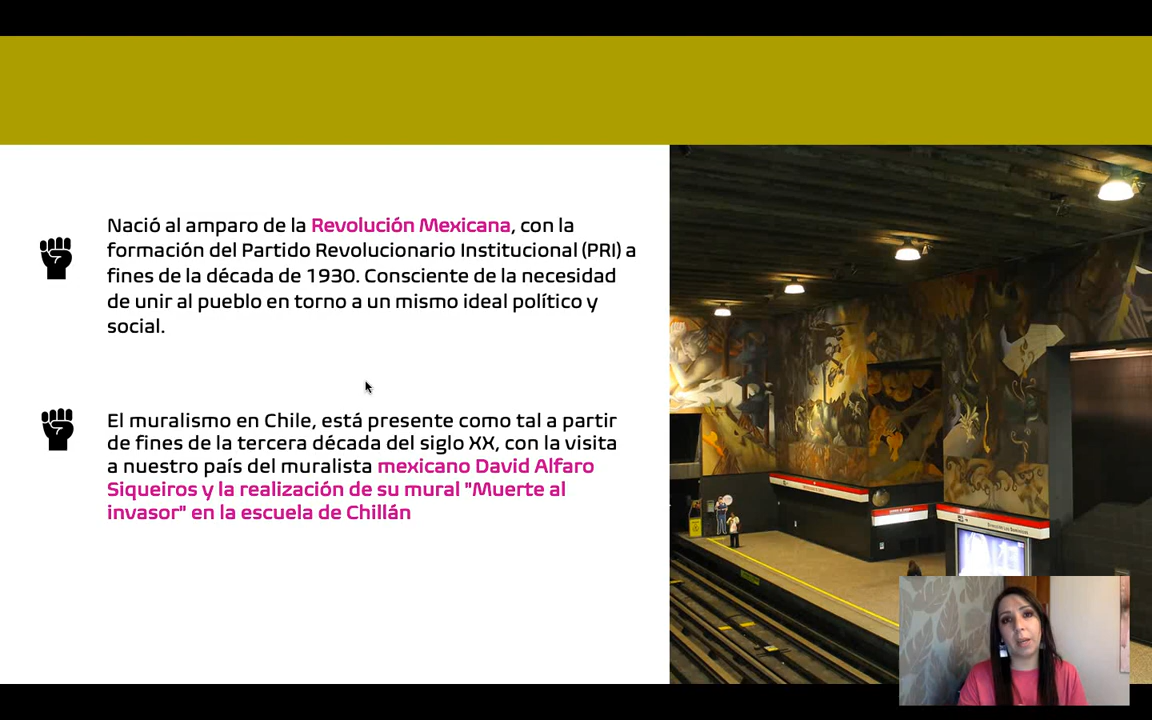 Nació al amparo de la Revolución Mexicana, con la
formación del Partido Revolucionario Institucional (PRI) a
fines de la década de 1930. Consciente de la necesidad
de unir al pueblo en torno a un mismo ideal político y
social.
El muralismo en Chile, está presente como tal a partir
de fines de la tercera década del siglo XX, con la visita
a nuestro país del muralista mexicano David Alfaro
Siqueiros y la realización de su mural "Muerte al
invasor" en la escuela de Chillán